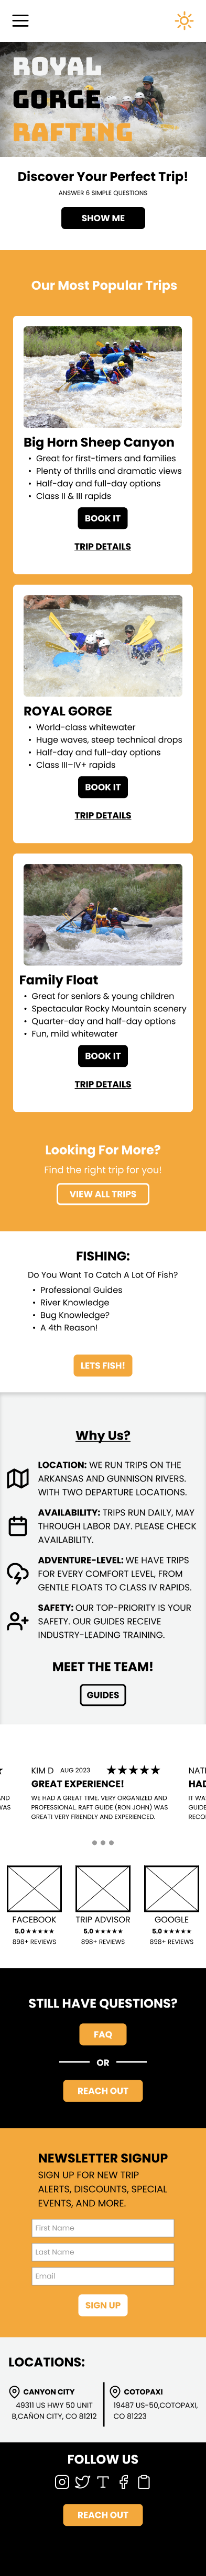 ROYAL
GORGE
RAFTING
Discover Your Perfect Trip!
ANSWER 6 SIMPLE QUESTIONS
SHOW ME
Our Most Popular Trips
Big Horn Sheep Canyon
• Great for first-timers and families
• Plenty of thrills and dramatic views
• Half-day and full-day options
• Class II & III rapids
BOOK IT
TRIP DETAILS
ROYAL GORGE
• World-class whitewater
• Huge waves, steep technical drops
• Half-day and full-day options
• Class III–IV+ rapids
BOOK IT
TRIP DETAILS
Family Float
• Great for seniors & young children
• Spectacular Rocky Mountain scenery
• Quarter-day and half-day options
• Fun, mild whitewater
BOOK IT
TRIP DETAILS
Looking For More?
Find the right trip for you!
VIEW ALL TRIPS
FISHING:
Do You Want To Catch A Lot Of Fish?
• Professional Guides
• River Knowledge
• Bug Knowledge?
• A 4th Reason!
LETS FISH!
Why Us?
LOCATION: WE RUN TRIPS ON THE
ARKANSAS AND GUNNISON RIVERS.
WITH TWO DEPARTURE LOCATIONS.
AVAILABILITY: TRIPS RUN DAILY, MAY
THROUGH LABOR DAY. PLEASE CHECK
AVAILABILITY.
ADVENTURE-LEVEL: WE HAVE TRIPS
FOR EVERY COMFORT LEVEL, FROM
GENTLE FLOATS TO CLASS IV RAPIDS.
SAFETY: OUR TOP-PRIORITY IS YOUR
SAFETY. OUR GUIDES RECEIVE
INDUSTRY-LEADING TRAINING.
MEET THE TEAM!
GUIDES
KIM D AUG 2023 ★★★★★
GREAT EXPERIENCE!
WE HAD A GREAT TIME. VERY ORGANIZED AND
PROFESSIONAL. RAFT GUIDE (RON JOHN) WAS
GREAT! VERY FRIENDLY AND EXPERIENCED.
ND
WAS
NATI
HAD
IT WA
GUIDE
RECO
FACEBOOK
5.0 ★★★★★
898+ REVIEWS
TRIP ADVISOR
5.0 ★★★★★
898+ REVIEWS
GOOGLE
5.0 ★★★★★
898+ REVIEWS
STILL HAVE QUESTIONS?
FAQ
OR
REACH OUT
NEWSLETTER SIGNUP
SIGN UP FOR NEW TRIP
ALERTS, DISCOUNTS, SPECIAL
EVENTS, AND MORE.
First Name
Last Name
Email
SIGN UP
LOCATIONS:
CANYON CITY
49311 US HWY 50 UNIT
8,CAÑON CITY, CO 81212
COTOPAXI
19487 US-50,COTOPAXI,
CO 81223
FOLLOW US
REACH OUT